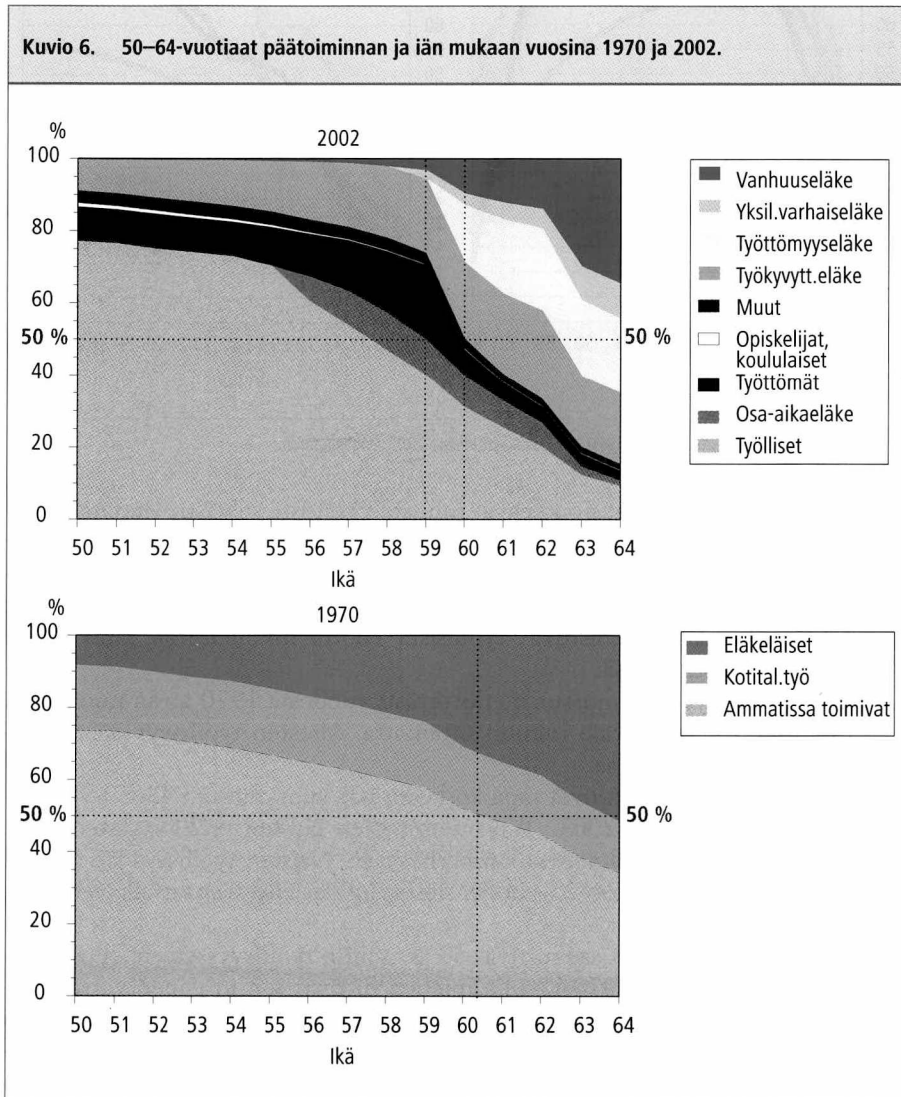 Kuvio 6. 50–64-vuotiaat päätoiminnan ja iän mukaan vuosina 1970 ja 2002.
2002
%
100
80
60
50 %
40
20
0
50 %
50 51 52 53 54 55 56 57 58 59 60 61 62 63 64
Ikä
Vanhuuseläke
Yksil.varhaiseläke
Työttömyyseläke
Työkyvytt.eläke
Muut
Opiskelijat,
koululaiset
Työttömät
Osa-aikaeläke
Työlliset
1970
%
100
80
60
50 %
40
20
0
50 %
50 51 52 53 54 55 56 57 58 59 60 61 62 63 64
Ikä
Eläkeläiset
Kotital.työ
Ammatissa toimivat